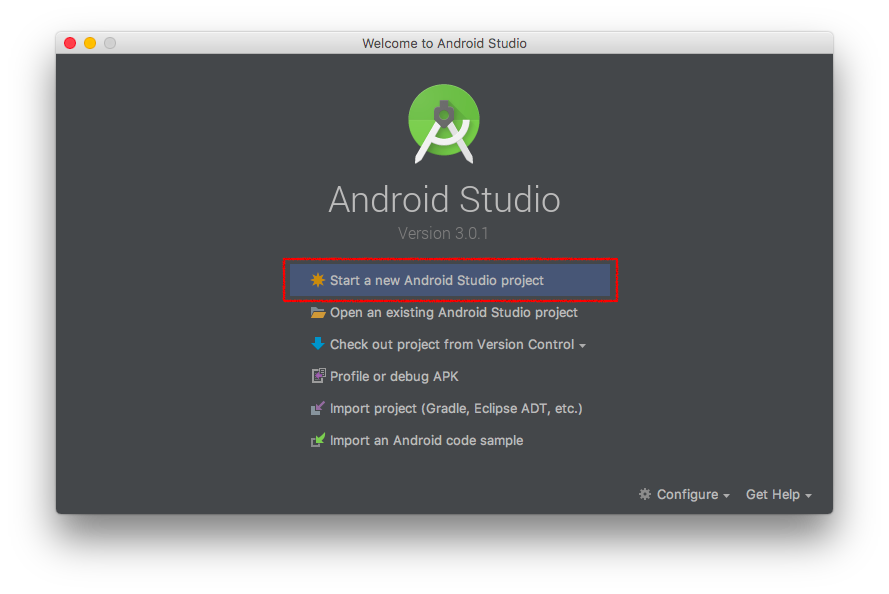 Welcome to Android Studio
Android Studio
Version 3.0.1
Start a new Android Studio project
Open an existing Android Studio project
Check out project from Version Control
Profile or debug APK
Import project (Gradle, Eclipse ADT, etc.)
Import an Android code sample
Configure Get Help